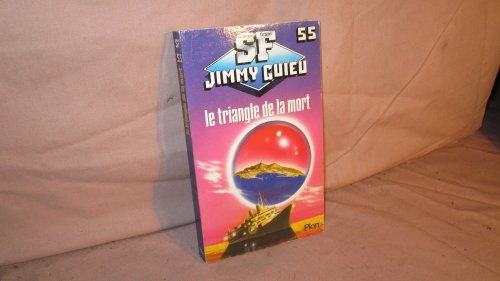 SF
55
JIMMY GUIEU
le triangle de la mort
Plon